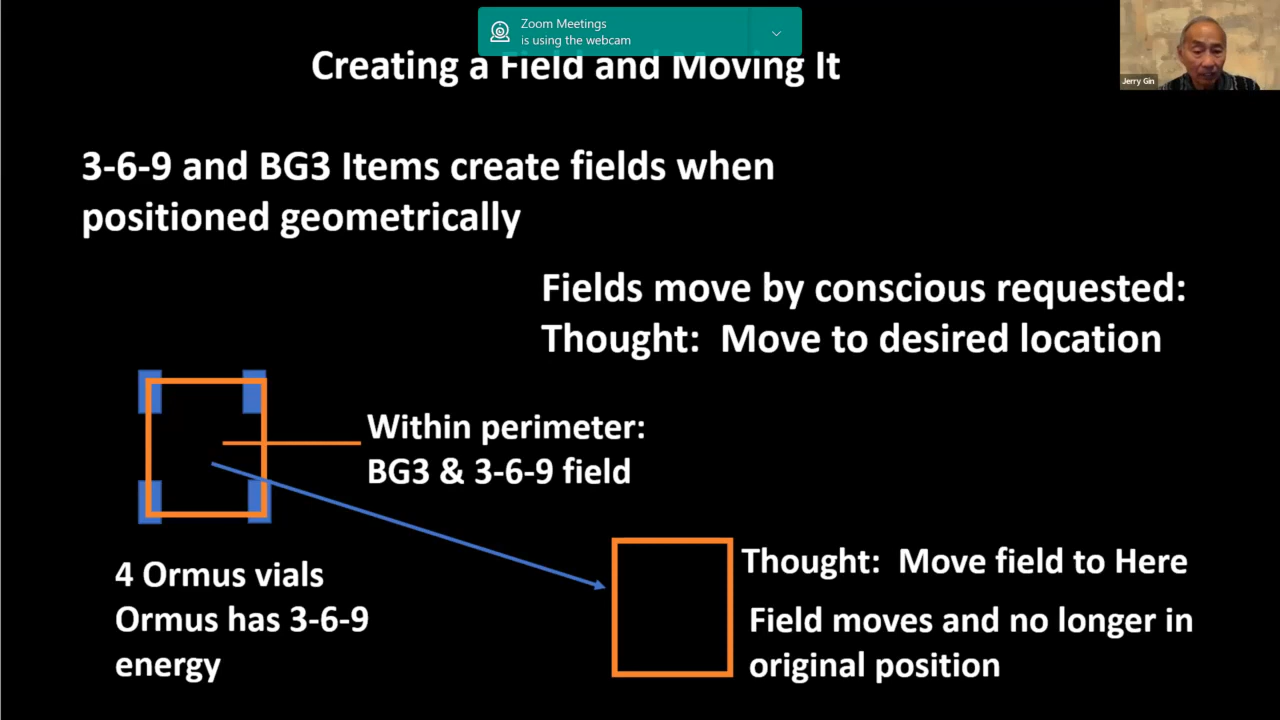 Zoom Meetings
is using the webcam
Creating a Field and Moving It
Jerry Gin
3-6-9 and BG3 Items create fields when
positioned geometrically
Fields move by conscious requested:
Thought: Move to desired location
Within perimeter:
BG3 & 3-6-9 field
4 Ormus vials
Ormus has 3-6-9
energy
Thought: Move field to Here
Field moves and no longer in
original position